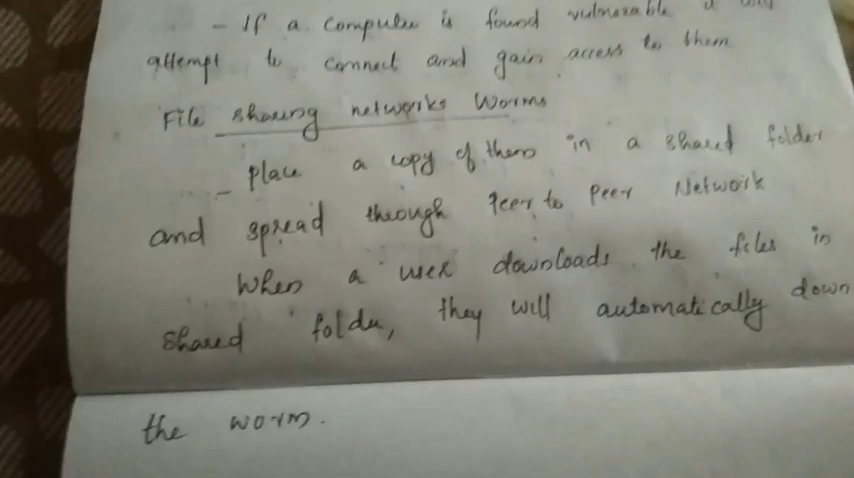 - If a Computer is found vulnerable it will
attempt to connect and gain access to them
File sharing networks Worms
- place a copy of them in a shared folder
and spread through Peer to Peer Network
When a user downloads the files in
shared folder, they will automatically down
the worm.